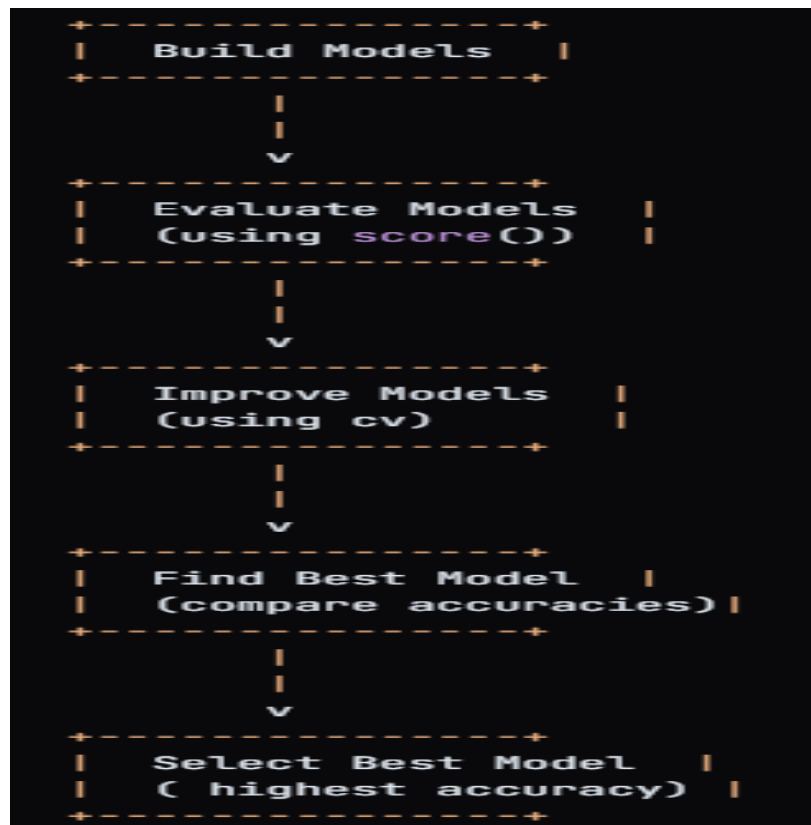 Build Models
v
Evaluate Models
(using score())
v
Improve Models
(using cv)
v
Find Best Model
(compare accuracies)
v
Select Best Model
( highest accuracy)